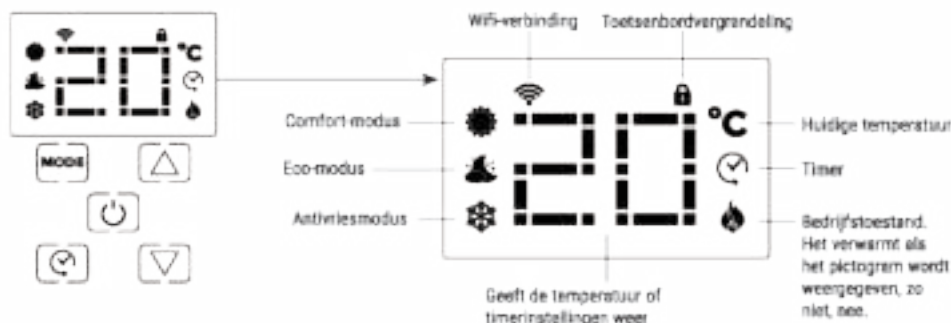 Wifi-verbinding
Toetsenbordvergrendeling
20
°C
MODE
20
°C
Comfort-modus
Eco-modus
Antivriesmodus
Huidige temperatuur
Timer
Bedrijfstoestand.
Het verwarmt als
het pictogram wordt
weergegeven, zo
niet, nee.
Geeft de temperatuur of
timerinstellingen weer